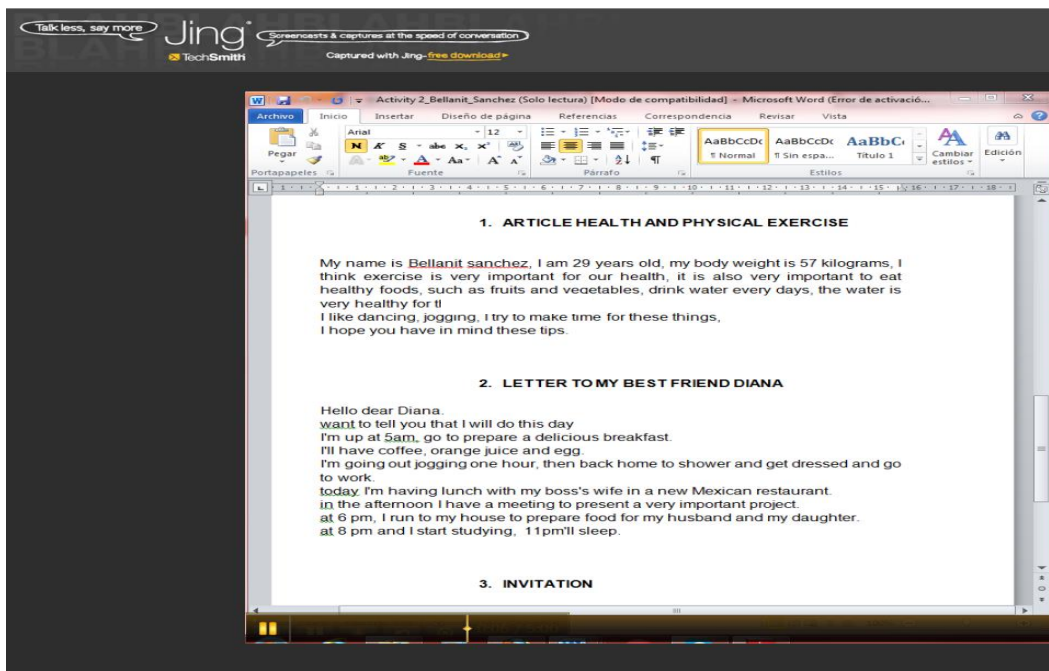 Talk less, say more
Jing
Screencasts & captures at the speed of conversation
TechSmith
Captured with Jing-free download
Activity 2_Bellanit_Sanchez (Solo lectura) [Modo de compatibilidad] - Microsoft Word (Error de activació...
Archivo Inicio Insertar Diseño de página Referencias Correspondencia Revisar Vista
Arial 12
Pegar
N K S abe x, x²
Aa A A
AaBbCcDc AaBbCcDc AaBbC
¶ Normal ¶ Sin espa... Título 1
Cambiar estilos
Edición
Portapapeles Fuente Párrafo Estilos
1. ARTICLE HEALTH AND PHYSICAL EXERCISE
My name is Bellanit sanchez, I am 29 years old, my body weight is 57 kilograms, I
think exercise is very important for our health, it is also very important to eat
healthy foods, such as fruits and vegetables, drink water every days, the water is
very healthy for
I like dancing, jogging, I try to make time for these things,
I hope you have in mind these tips.
2. LETTER TO MY BEST FRIEND DIANA
Hello dear Diana.
want to tell you that I will do this day
I'm up at 5am, go to prepare a delicious breakfast.
I'll have coffee, orange juice and egg.
I'm going out jogging one hour, then back home to shower and get dressed and go
to work.
today I'm having lunch with my boss's wife in a new Mexican restaurant.
in the afternoon I have a meeting to present a very important project.
at 6 pm, I run to my house to prepare food for my husband and my daughter.
at 8 pm and I start studying, 11pm'll sleep.
3. INVITATION